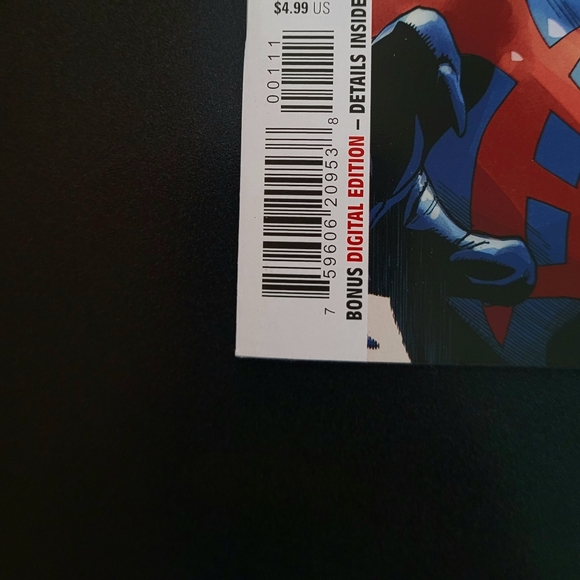 $4.99 US
00111
7 59606 20953 8
BONUS DIGITAL EDITION – DETAILS INSIDE